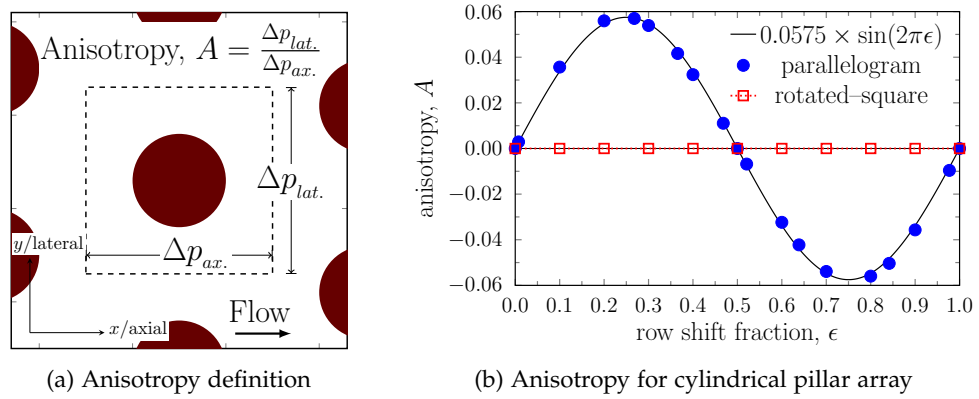 Anisotropy, A = Δp_lat. / Δp_ax.
Δp_lat.
y/lateral
Δp_ax.
x/axial
Flow
(a) Anisotropy definition
0.06
0.04
0.02
0.00
−0.02
−0.04
−0.06
anisotropy, A
0.0575 × sin(2πϵ)
parallelogram
rotated–square
0.0 0.1 0.2 0.3 0.4 0.5 0.6 0.7 0.8 0.9 1.0
row shift fraction, ϵ
(b) Anisotropy for cylindrical pillar array